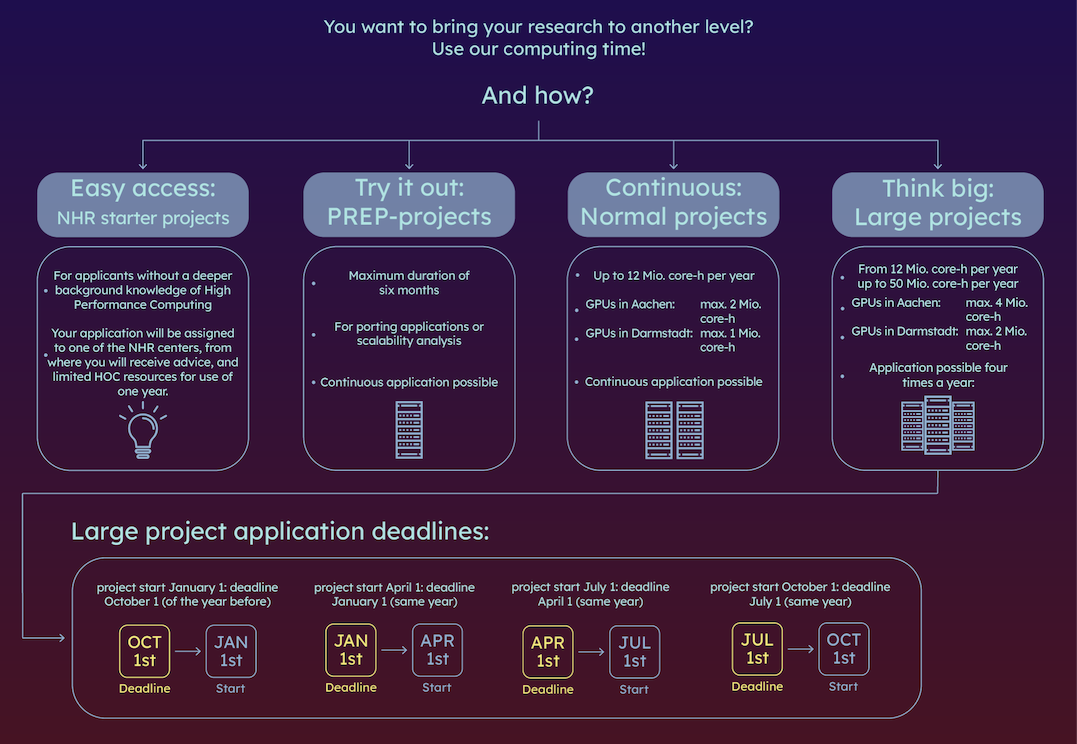 You want to bring your research to another level?
Use our computing time!
And how?
Easy access:
NHR starter projects
For applicants without a deeper
background knowledge of High
Performance Computing
Your application will be assigned
to one of the NHR centers, from
where you will receive advice, and
limited HOC resources for use of
one year.
Try it out:
PREP-projects
Maximum duration of
six months
For porting applications or
scalability analysis
Continuous application possible
Continuous:
Normal projects
Up to 12 Mio. core-h per year
GPUs in Aachen: max. 2 Mio.
core-h
GPUs in Darmstadt: max. 1 Mio.
core-h
Continuous application possible
Think big:
Large projects
From 12 Mio. core-h per year
up to 50 Mio. core-h per year
GPUs in Aachen: max. 4 Mio.
core-h
GPUs in Darmstadt: max. 2 Mio.
core-h
Application possible four
times a year:
Large project application deadlines:
project start January 1: deadline
October 1 (of the year before)
OCT
1st
Deadline
JAN
1st
Start
project start April 1: deadline
January 1 (same year)
JAN
1st
Deadline
APR
1st
Start
project start July 1: deadline
April 1 (same year)
APR
1st
Deadline
JUL
1st
Start
project start October 1: deadline
July 1 (same year)
JUL
1st
Deadline
OCT
1st
Start